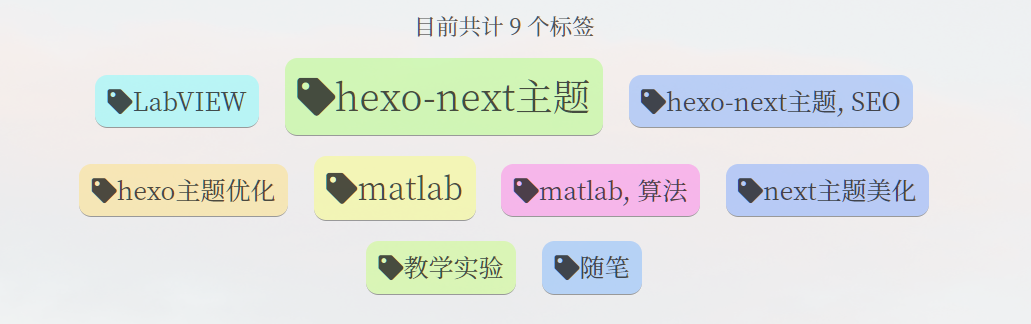 目前共计 9 个标签
LabVIEW hexo-next主题 hexo-next主题, SEO
hexo主题优化 matlab matlab, 算法 next主题美化
教学实验 随笔